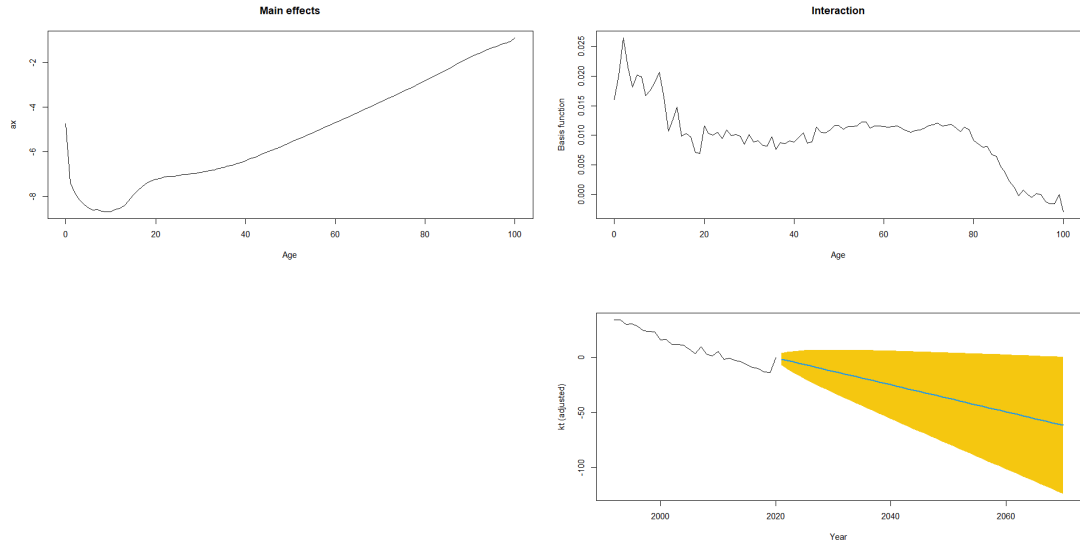 Main effects
ax
-2
-4
-6
-8
0 20 40 60 80 100
Age
Interaction
Basis function
0.025
0.020
0.015
0.010
0.005
0.000
0 20 40 60 80 100
Age
kt (adjusted)
0
-50
-100
2000 2020 2040 2060
Year